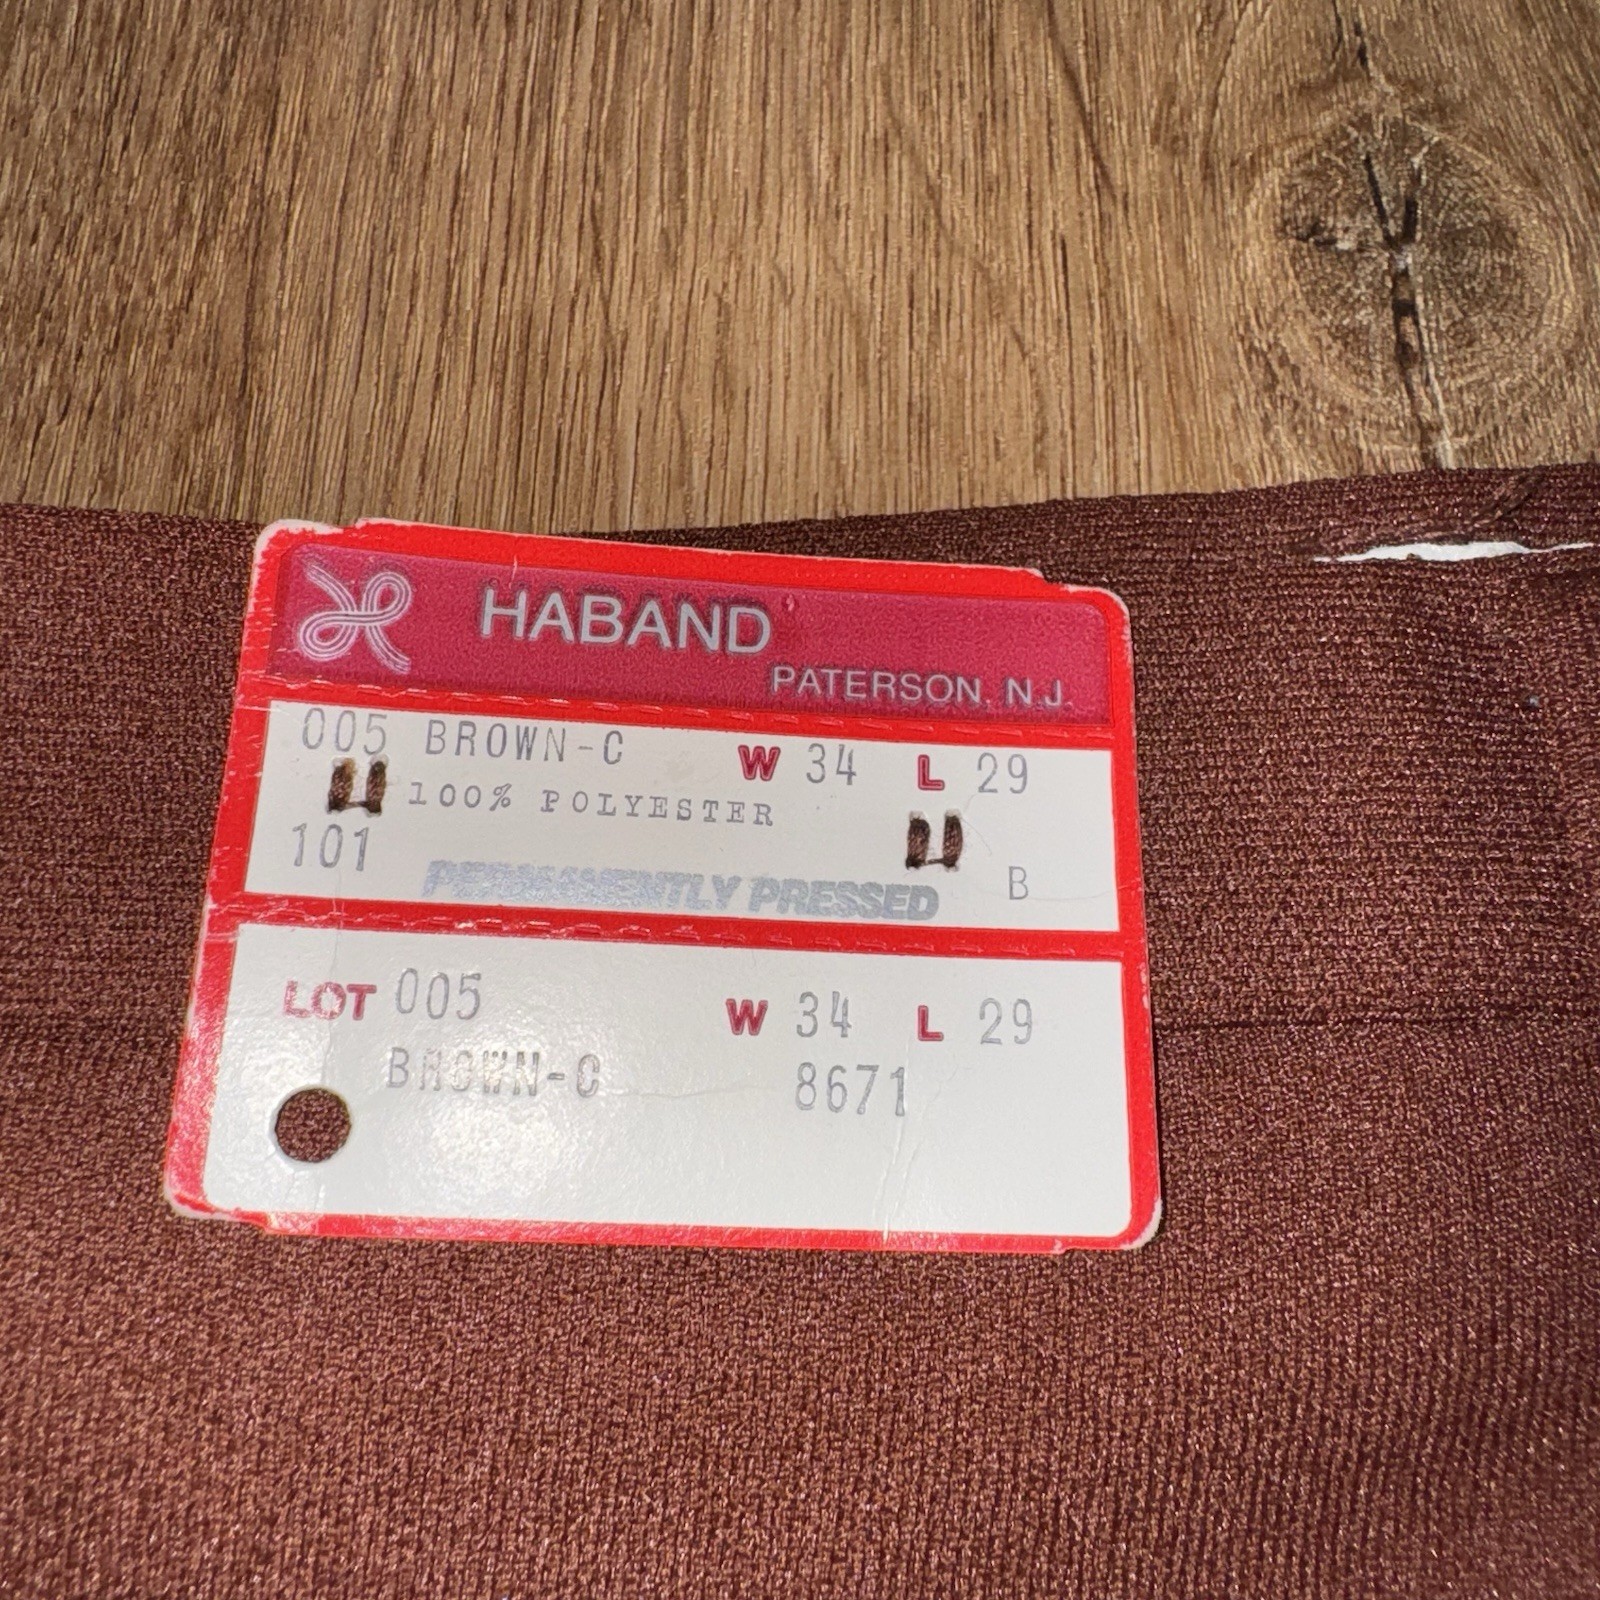 HABAND
PATERSON, N.J.
005 BROWN-C W 34 L 29
100% POLYESTER
101
PERMANENTLY PRESSED B
LOT 005 W 34 L 29
BROWN-C 8671